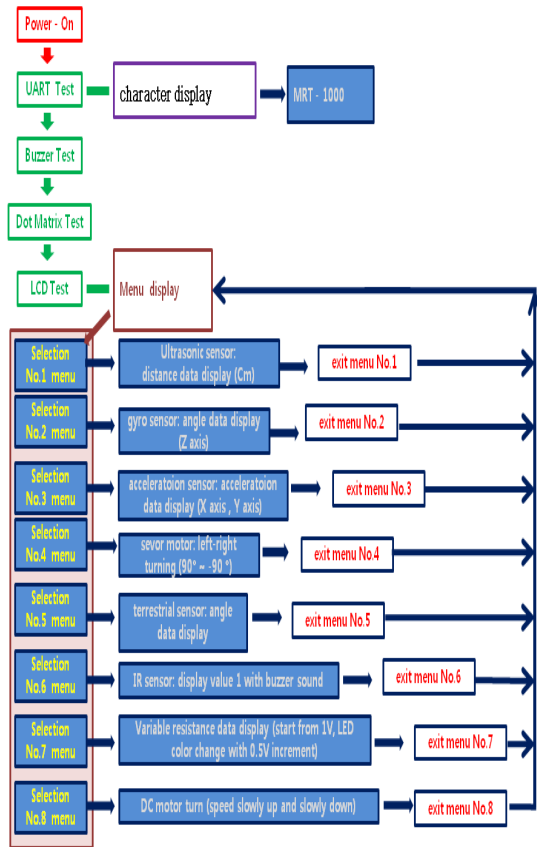 Power - On
UART Test
character display
MRT - 1000
Buzzer Test
Dot Matrix Test
LCD Test
Menu display
Selection
No.1 menu
Ultrasonic sensor:
distance data display (Cm)
exit menu No.1
Selection
No.2 menu
gyro sensor: angle data display
(Z axis)
exit menu No.2
Selection
No.3 menu
acceleratoion sensor: acceleratoion
data display (X axis , Y axis)
exit menu No.3
Selection
No.4 menu
sevor motor: left-right
turning (90° ~ -90 °)
exit menu No.4
Selection
No.5 menu
terrestrial sensor: angle
data display
exit menu No.5
Selection
No.6 menu
IR sensor: display value 1 with buzzer sound
exit menu No.6
Selection
No.7 menu
Variable resistance data display (start from 1V, LED
color change with 0.5V increment)
exit menu No.7
Selection
No.8 menu
DC motor turn (speed slowly up and slowly down)
exit menu No.8